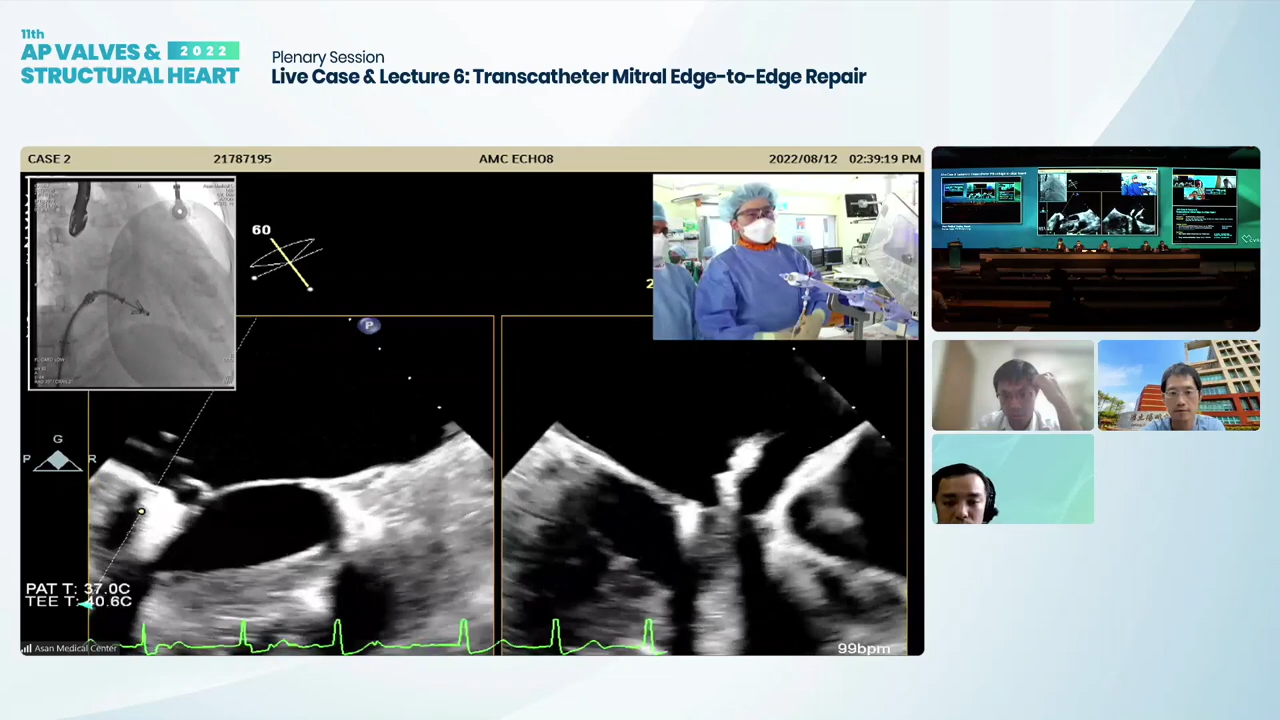 11th
AP VALVES & 2022
STRUCTURAL HEART
Plenary Session
Live Case & Lecture 6: Transcatheter Mitral Edge-to-Edge Repair
CASE 2 21787195 AMC ECHO8 2022/08/12 02:39:19 PM
60
2
P
G
P R
PAT T: 37.0C
TEE T: 40.6C
Asan Medical Center
99bpm